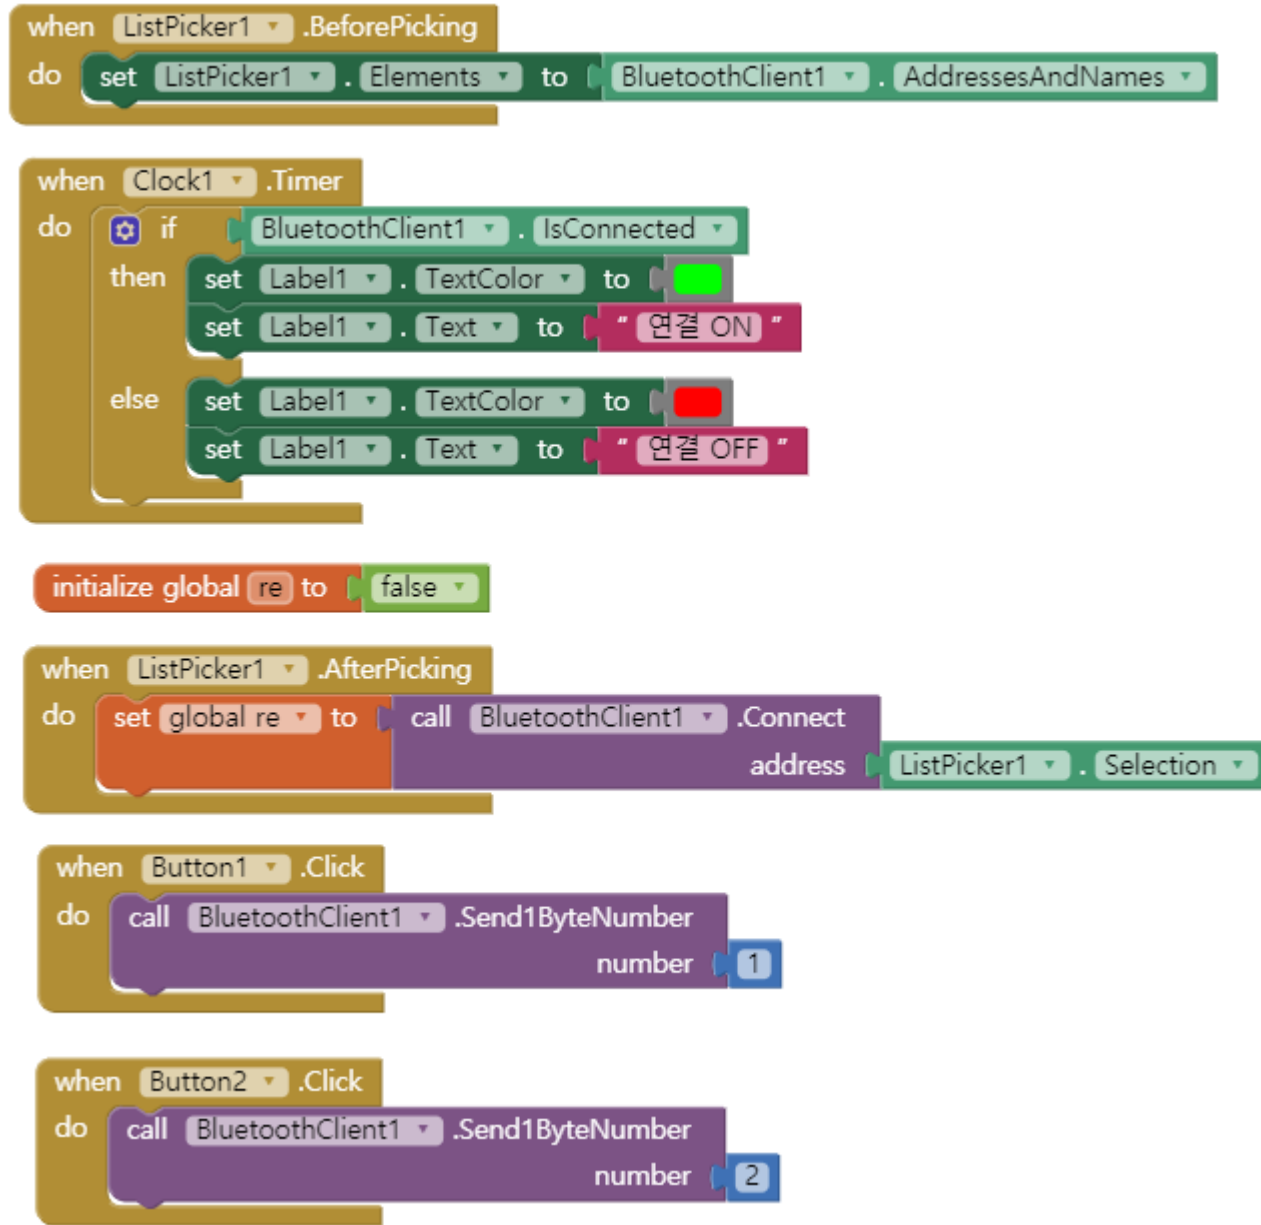 when ListPicker1 .BeforePicking
do set ListPicker1 . Elements to BluetoothClient1 . AddressesAndNames
when Clock1 .Timer
do if BluetoothClient1 . IsConnected
then set Label1 . TextColor to
set Label1 . Text to " 연결 ON "
else set Label1 . TextColor to
set Label1 . Text to " 연결 OFF "
initialize global re to false
when ListPicker1 .AfterPicking
do set global re to call BluetoothClient1 .Connect
address ListPicker1 . Selection
when Button1 .Click
do call BluetoothClient1 .Send1ByteNumber
number 1
when Button2 .Click
do call BluetoothClient1 .Send1ByteNumber
number 2